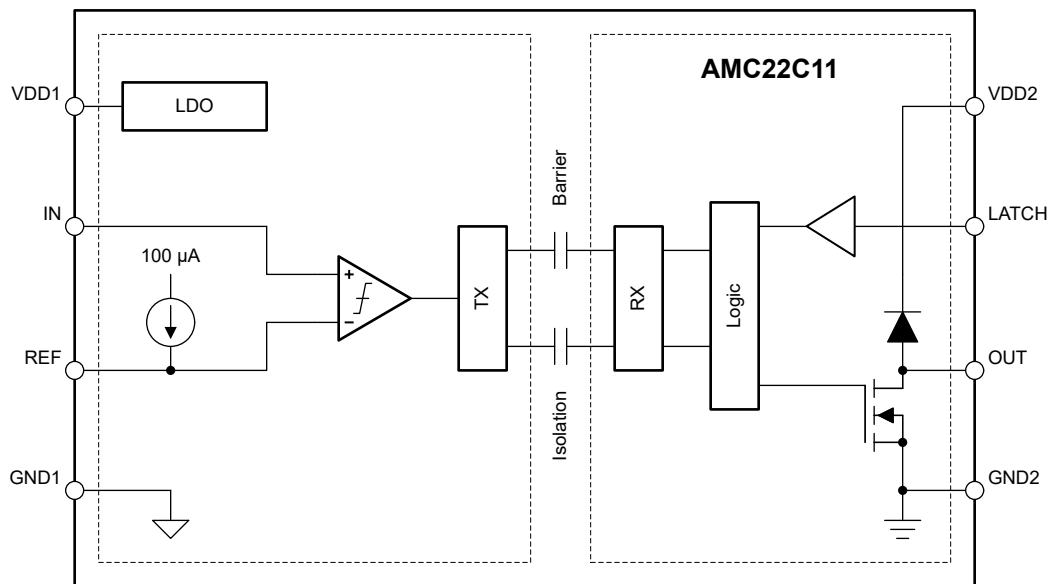 AMC22C11
VDD1
LDO
VDD2
IN
Barrier
LATCH
100 µA
+
−
TX
RX
Logic
REF
OUT
Isolation
GND1
GND2